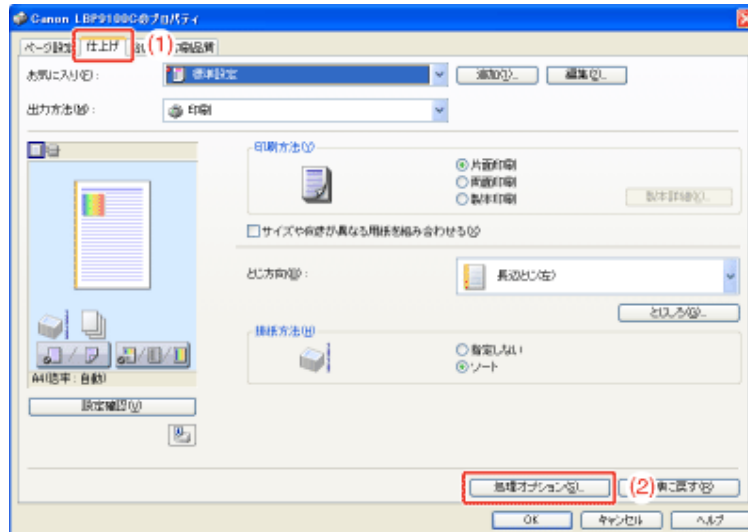 Canon LBP9100Cのプロパティ
ページ設定 仕上げ (1) 印刷品質
お気に入り(F): 標準設定 追加(1)... 編集(2)...
出力方法(M): 印刷
印刷方法(Y)
片面印刷
両面印刷
製本印刷 製本詳細(K)...
サイズや向きが異なる用紙を組み合わせる(O)
とじ方向(B): 長辺とじ(左)
とじしろ(G)...
排紙方法(H)
指定しない
ソート
A4(倍率: 自動)
設定確認(V)
処理オプション(S)... (2) 準に戻す(R)
OK キャンセル ヘルプ